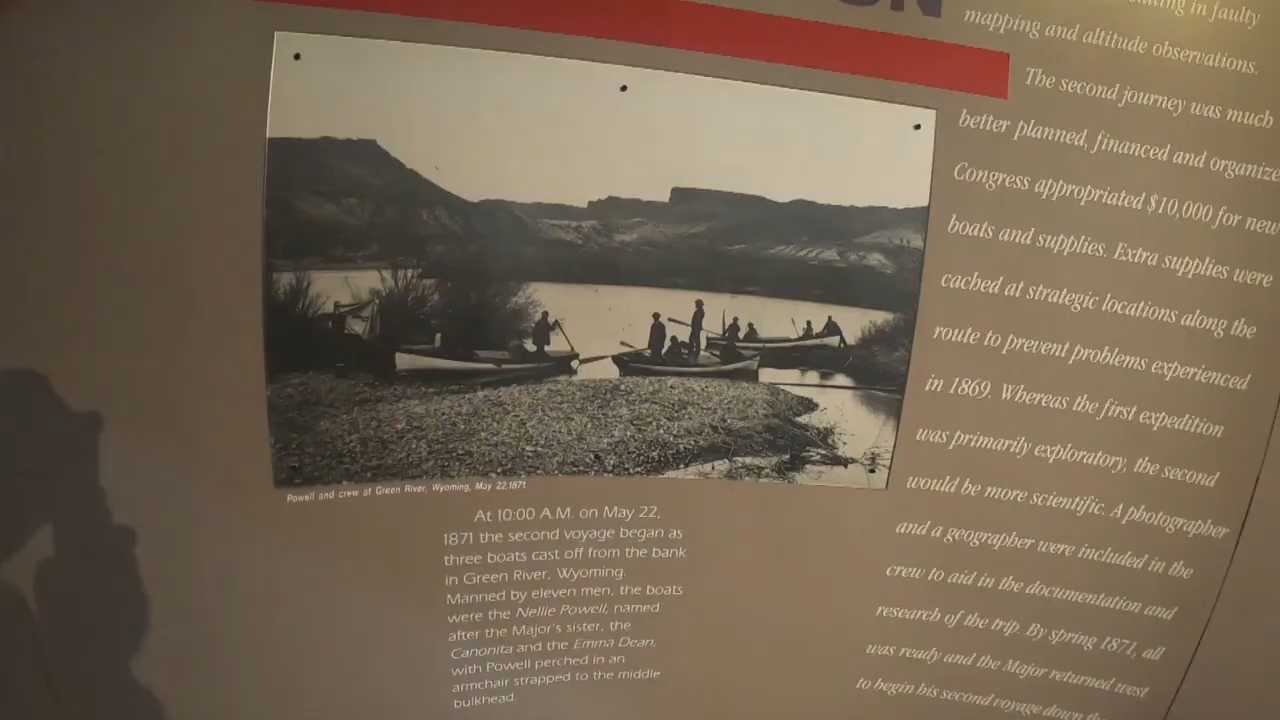 in faulty
mapping and altitude observations.
The second journey was much
better planned, financed and organize
Congress appropriated $10,000 for new
boats and supplies. Extra supplies were
cached at strategic locations along the
route to prevent problems experienced
in 1869. Whereas the first expedition
was primarily exploratory, the second
would be more scientific. A photographer
and a geographer were included in the
crew to aid in the documentation and
research of the trip. By spring 1871, all
was ready and the Major returned west
to begin his second voyage down the
Powell and crew at Green River, Wyoming, May 22,1871
At 10:00 A.M. on May 22,
1871 the second voyage began as
three boats cast off from the bank
in Green River, Wyoming.
Manned by eleven men, the boats
were the Nellie Powell, named
after the Major's sister, the
Canonita and the Emma Dean,
with Powell perched in an
armchair strapped to the middle
bulkhead.